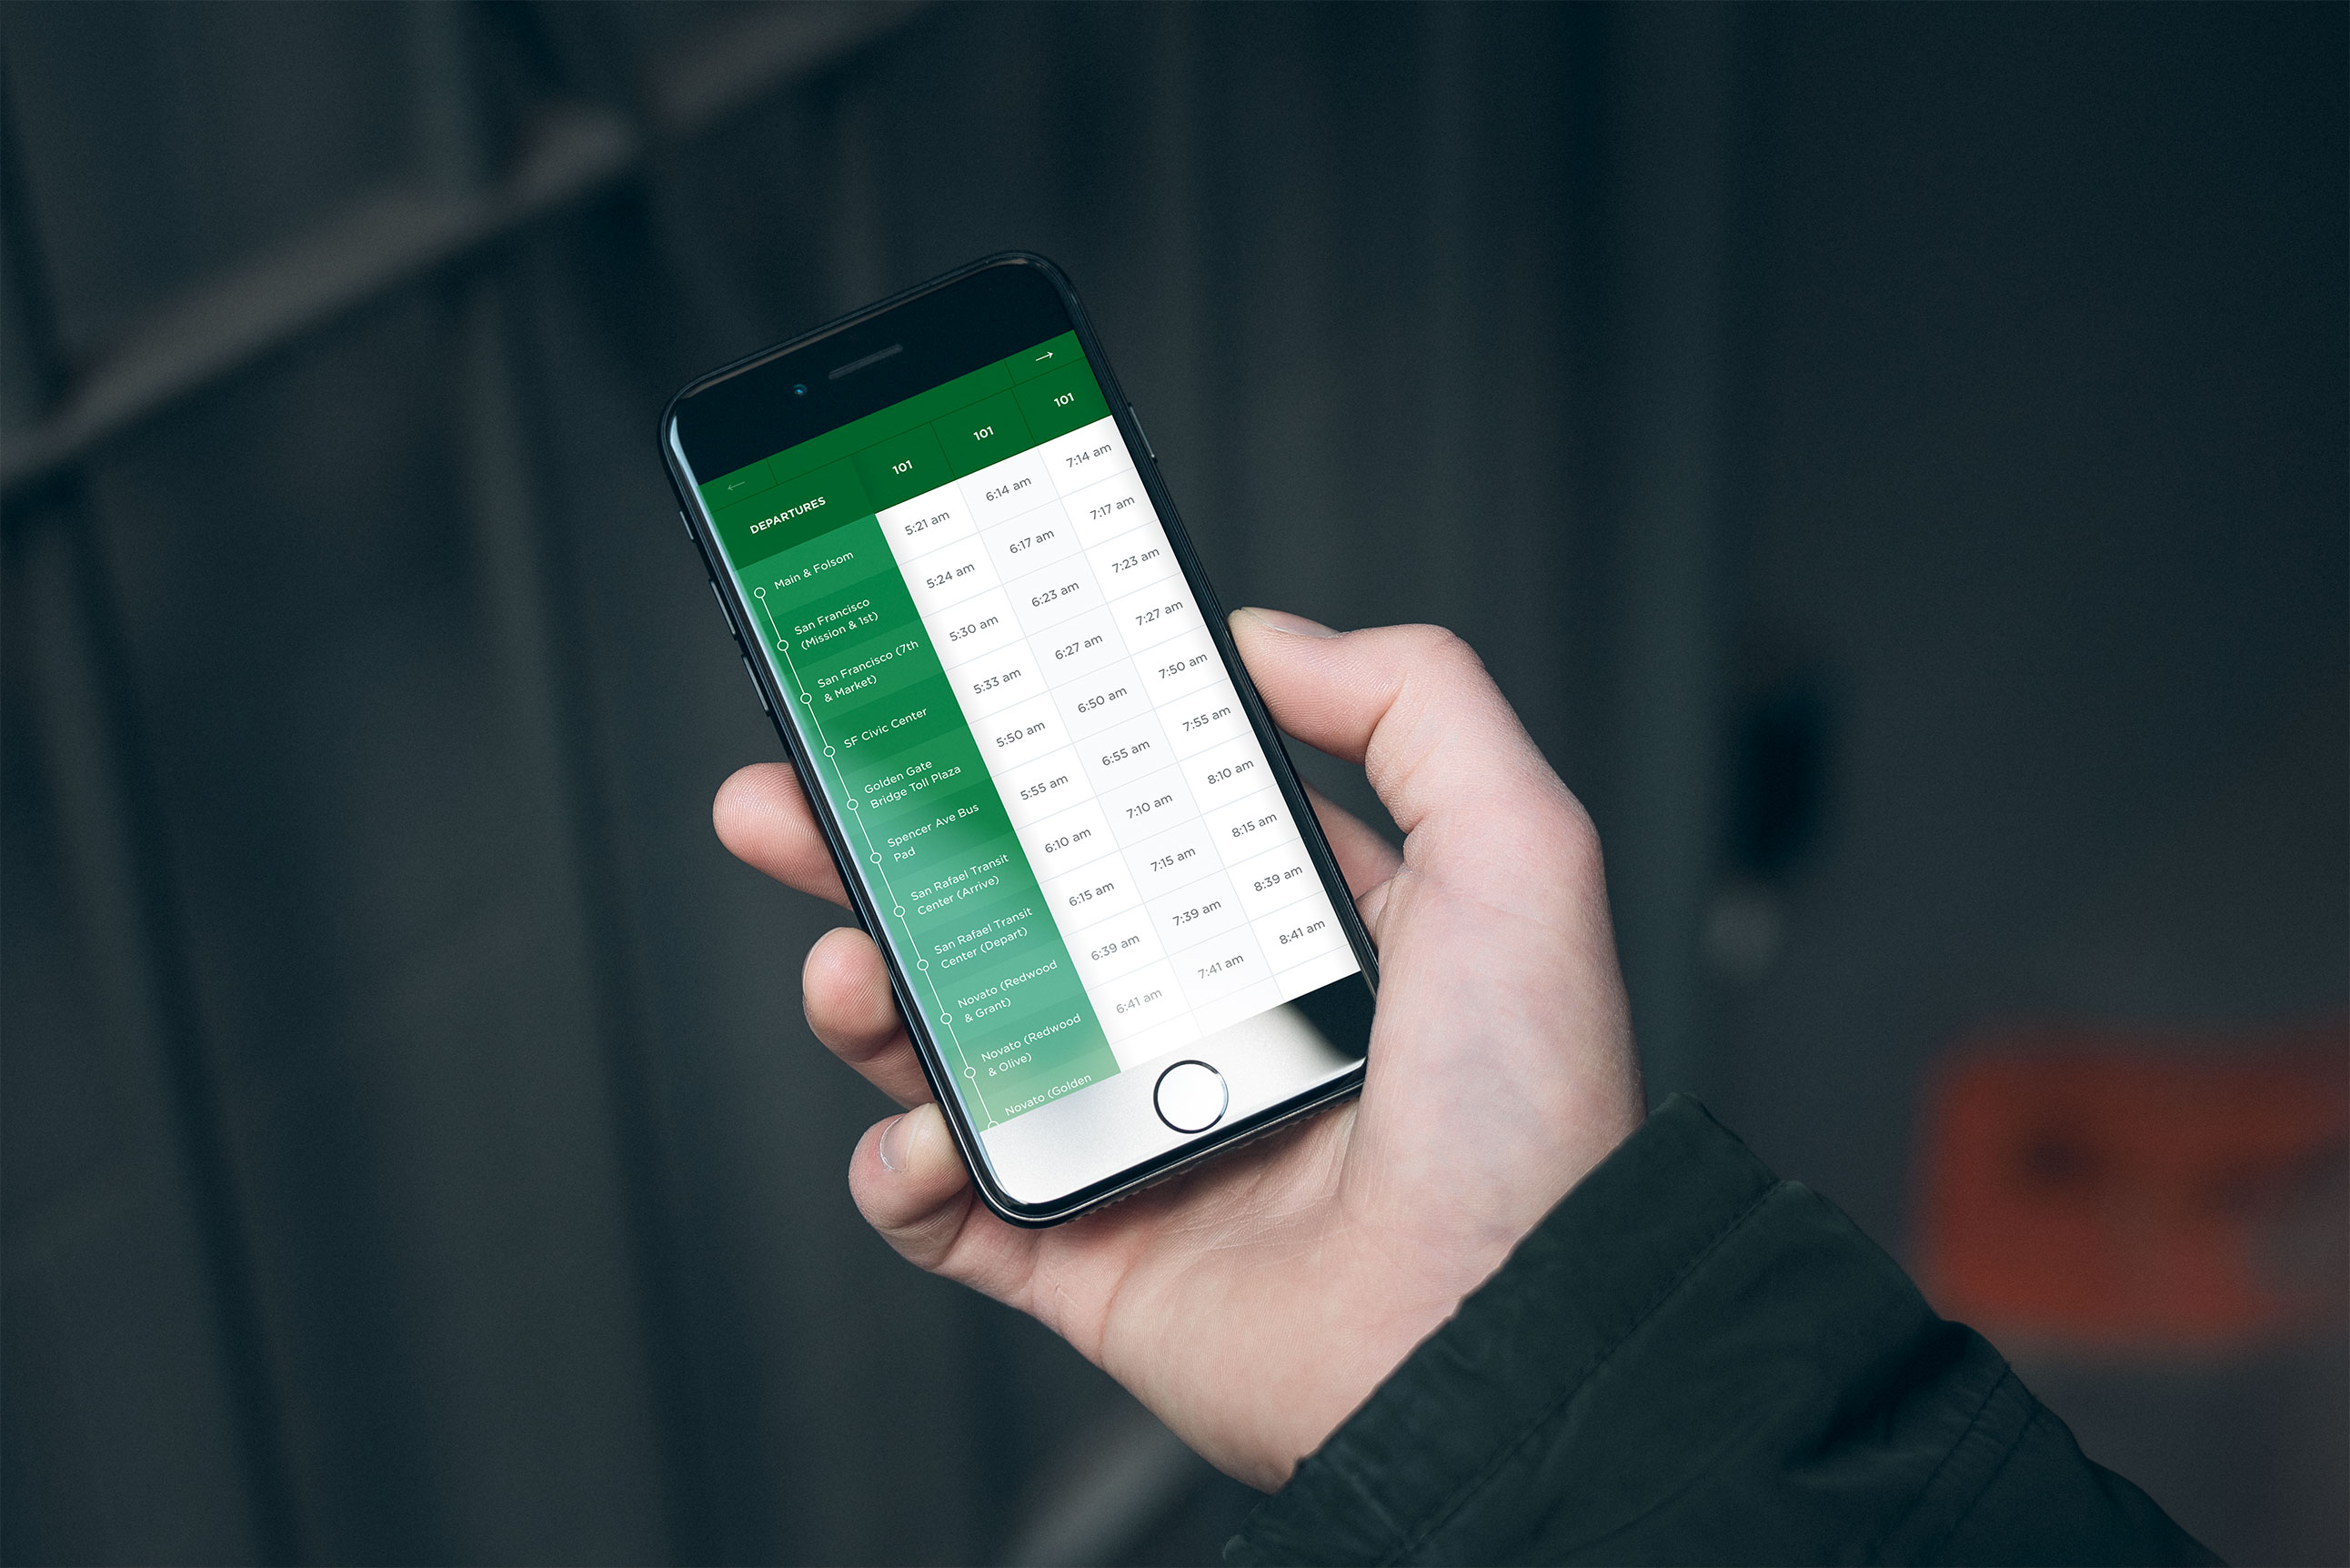 ← →
DEPARTURES 101 101 101
Main & Folsom 5:21 am 6:14 am 7:14 am
San Francisco
(Mission & 1st) 5:24 am 6:17 am 7:17 am
San Francisco (7th
& Market) 5:30 am 6:23 am 7:23 am
SF Civic Center 5:33 am 6:27 am 7:27 am
Golden Gate
Bridge Toll Plaza 5:50 am 6:50 am 7:50 am
Spencer Ave Bus
Pad 5:55 am 6:55 am 7:55 am
San Rafael Transit
Center (Arrive) 6:10 am 7:10 am 8:10 am
San Rafael Transit
Center (Depart) 6:15 am 7:15 am 8:15 am
Novato (Redwood
& Grant) 6:39 am 7:39 am 8:39 am
Novato (Redwood
& Olive) 6:41 am 7:41 am 8:41 am
Novato (Golden